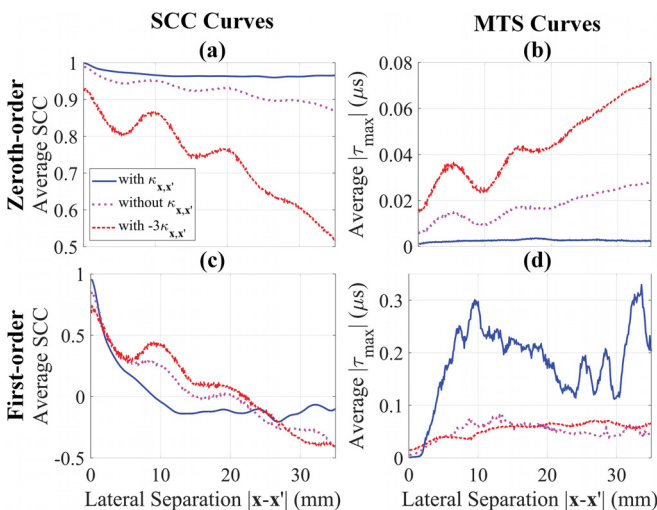 SCC Curves
MTS Curves
(a)
(b)
Zeroth-order
Average SCC
1
0.9
0.8
0.7
0.6
0.5
with κx,x'
without κx,x'
with -3κx,x'
Average |τmax| (μs)
0.08
0.06
0.04
0.02
0
(c)
(d)
First-order
Average SCC
1
0.5
0
-0.5
0 10 20 30
Lateral Separation |x-x'| (mm)
Average |τmax| (μs)
0.3
0.2
0.1
0
0 10 20 30
Lateral Separation |x-x'| (mm)